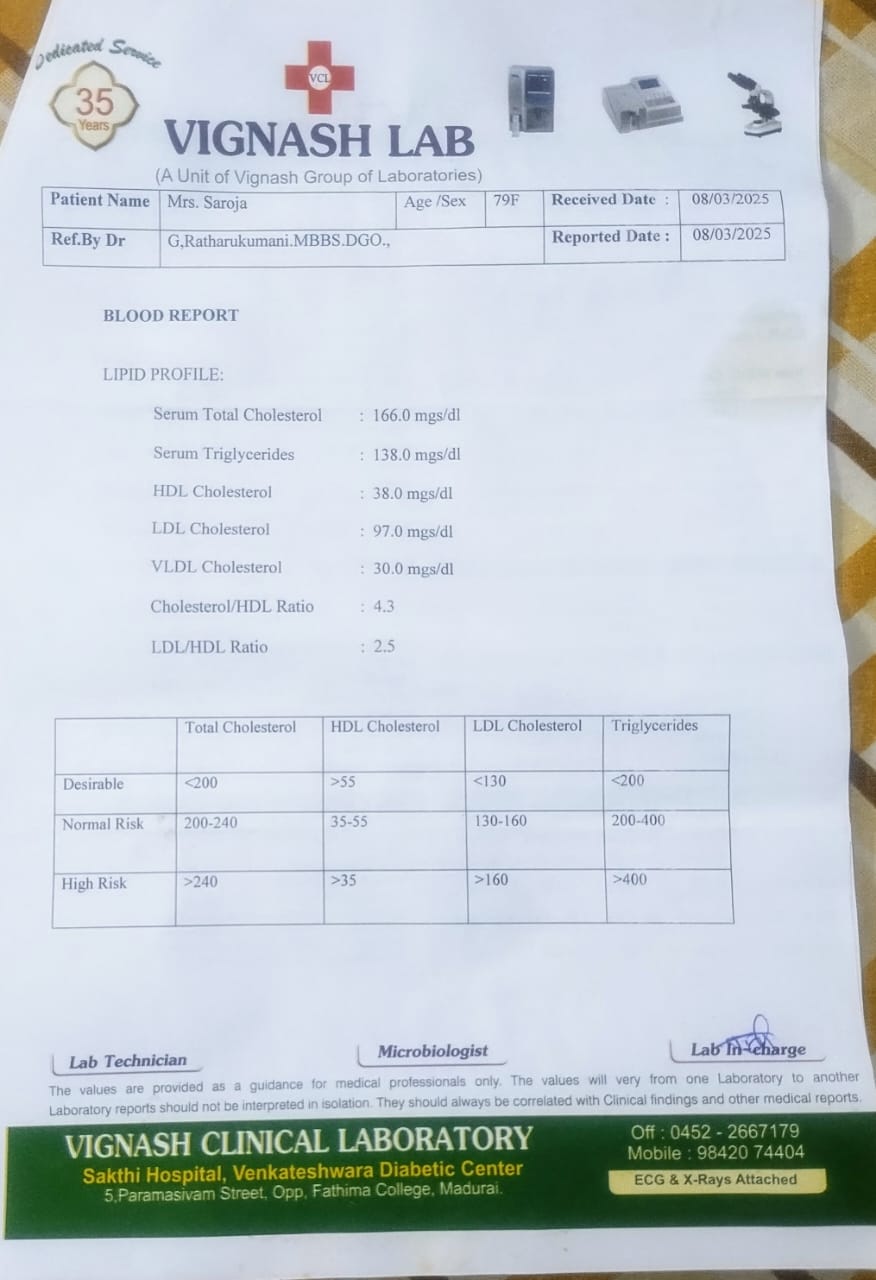 Dedicated Service
35
Years
VCL
VIGNASH LAB
(A Unit of Vignash Group of Laboratories)
Patient Name Mrs. Saroja Age /Sex 79F Received Date : 08/03/2025
Ref.By Dr G,Ratharukumani.MBBS.DGO., Reported Date : 08/03/2025
BLOOD REPORT
LIPID PROFILE:
Serum Total Cholesterol : 166.0 mgs/dl
Serum Triglycerides : 138.0 mgs/dl
HDL Cholesterol : 38.0 mgs/dl
LDL Cholesterol : 97.0 mgs/dl
VLDL Cholesterol : 30.0 mgs/dl
Cholesterol/HDL Ratio : 4.3
LDL/HDL Ratio : 2.5
Total Cholesterol HDL Cholesterol LDL Cholesterol Triglycerides
Desirable <200 >55 <130 <200
Normal Risk 200-240 35-55 130-160 200-400
High Risk >240 >35 >160 >400
Lab Technician Microbiologist Lab In-charge
The values are provided as a guidance for medical professionals only. The values will very from one Laboratory to another
Laboratory reports should not be interpreted in isolation. They should always be correlated with Clinical findings and other medical reports.
VIGNASH CLINICAL LABORATORY
Sakthi Hospital, Venkateshwara Diabetic Center
5,Paramasivam Street, Opp, Fathima College, Madurai.
Off : 0452 - 2667179
Mobile : 98420 74404
ECG & X-Rays Attached